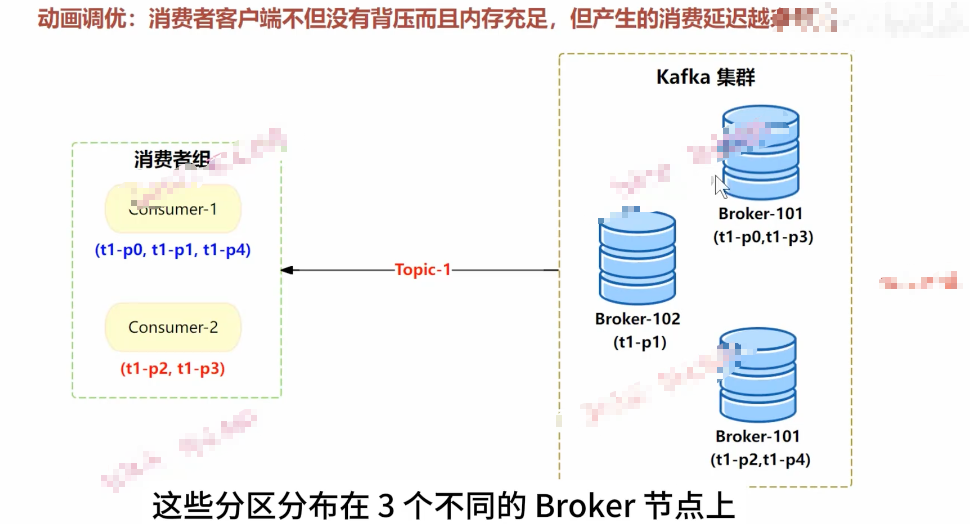 动画调优：消费者客户端不但没有背压而且内存充足，但产生的消费延迟越
Kafka 集群
消费者组
Consumer-1
(t1-p0, t1-p1, t1-p4)
Consumer-2
(t1-p2, t1-p3)
Topic-1
Broker-101
(t1-p0,t1-p3)
Broker-102
(t1-p1)
Broker-101
(t1-p2,t1-p4)
这些分区分布在 3 个不同的 Broker 节点上